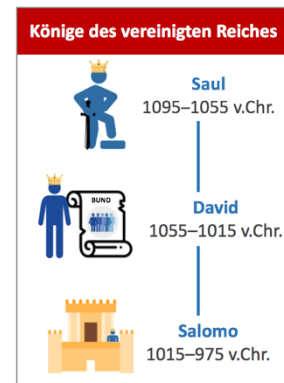 Könige des vereinigten Reiches
Saul
1095–1055 v.Chr.
BUND
David
1055–1015 v.Chr.
Salomo
1015–975 v.Chr.